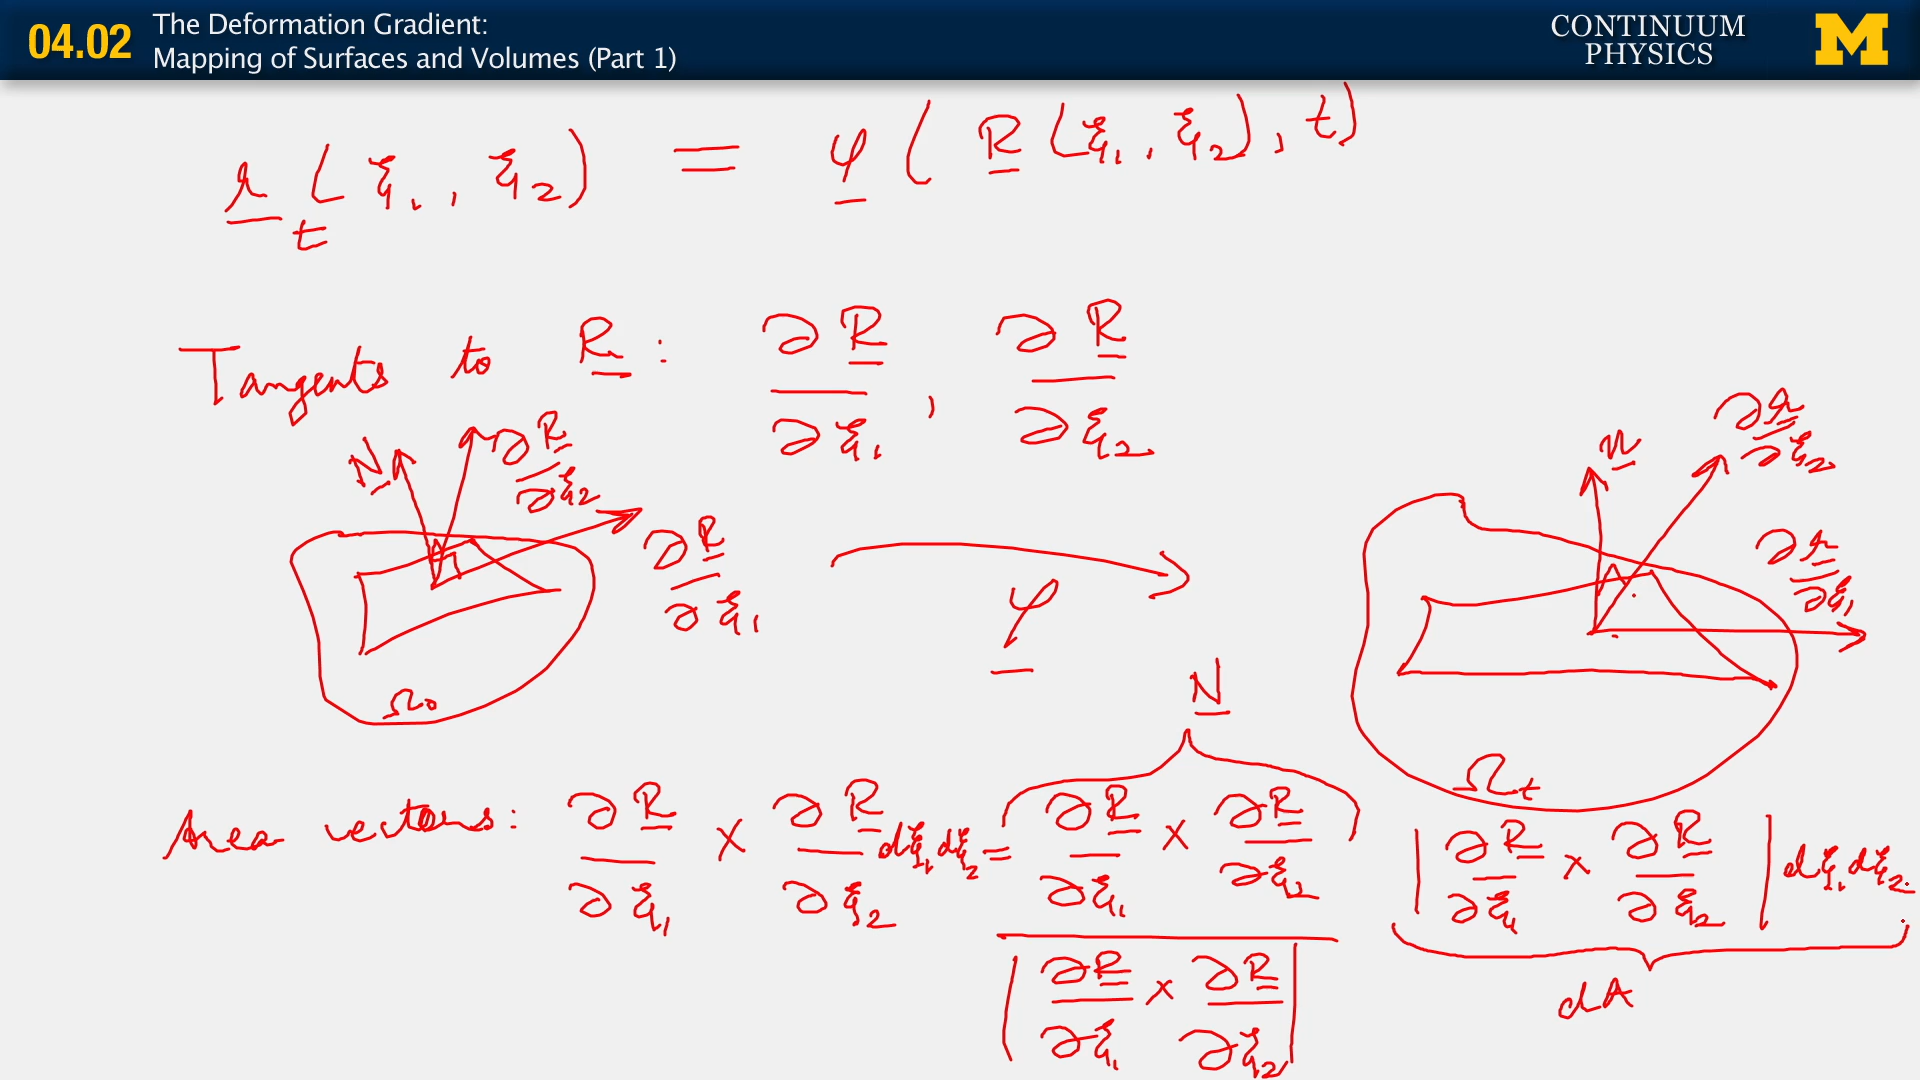 04.02
The Deformation Gradient:
Mapping of Surfaces and Volumes (Part 1)
CONTINUUM
PHYSICS
M
r_t(ξ₁, ξ₂) = φ(R(ξ₁, ξ₂), t)
Tangents to R: ∂R/∂ξ₁, ∂R/∂ξ₂
N
∂R/∂ξ₂
∂R/∂ξ₁
Ω₀
φ
n
∂r/∂ξ₂
∂r/∂ξ₁
Ωt
N
Area vectors: ∂R/∂ξ₁ × ∂R/∂ξ₂ dξ₁dξ₂ = (∂R/∂ξ₁ × ∂R/∂ξ₂)/|∂R/∂ξ₁ × ∂R/∂ξ₂| |∂R/∂ξ₁ × ∂R/∂ξ₂| dξ₁dξ₂.
dA